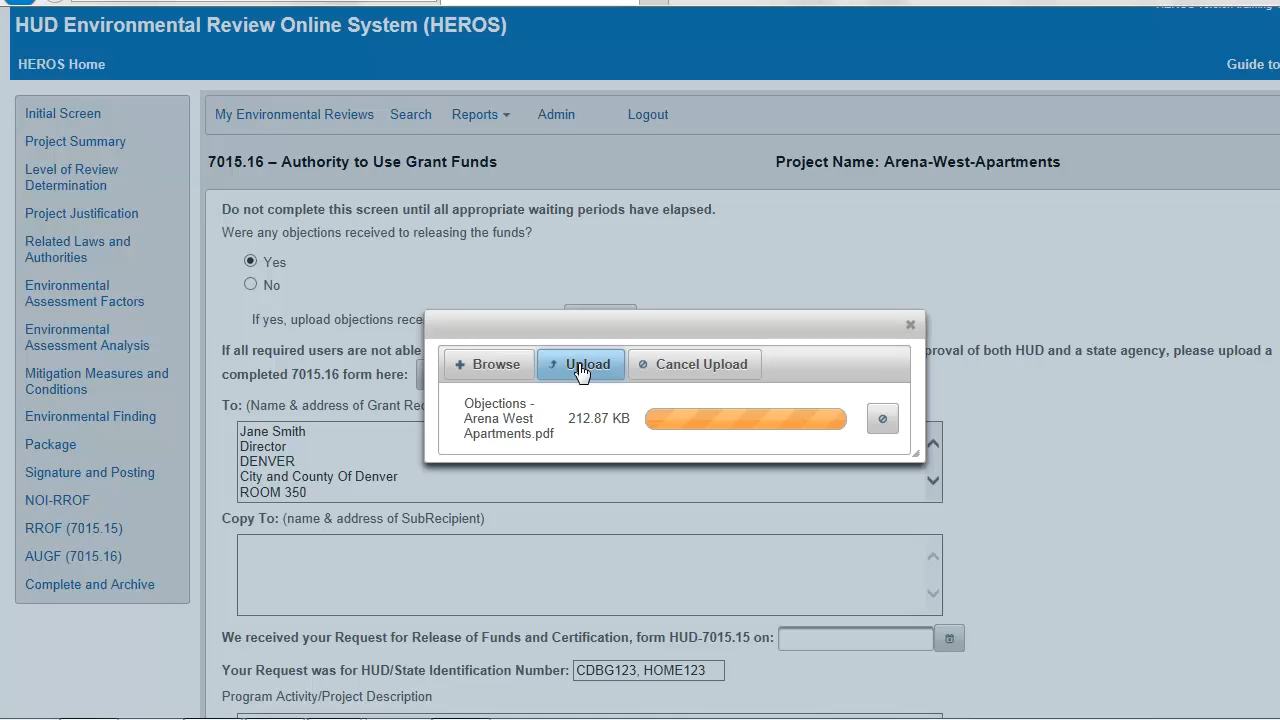 HUD Environmental Review Online System (HEROS)
HEROS Home
Guide to
Initial Screen
Project Summary
Level of Review
Determination
Project Justification
Related Laws and
Authorities
Environmental
Assessment Factors
Environmental
Assessment Analysis
Mitigation Measures and
Conditions
Environmental Finding
Package
Signature and Posting
NOI-RROF
RROF (7015.15)
AUGF (7015.16)
Complete and Archive
My Environmental Reviews Search Reports Admin Logout
7015.16 – Authority to Use Grant Funds Project Name: Arena-West-Apartments
Do not complete this screen until all appropriate waiting periods have elapsed.
Were any objections received to releasing the funds?
Yes
No
If yes, upload objections rece
If all required users are not able proval of both HUD and a state agency, please upload a
completed 7015.16 form here:
Browse Upload Cancel Upload
Objections -
Arena West
Apartments.pdf
212.87 KB
To: (Name & address of Grant Rec
Jane Smith
Director
DENVER
City and County Of Denver
ROOM 350
Copy To: (name & address of SubRecipient)
We received your Request for Release of Funds and Certification, form HUD-7015.15 on:
Your Request was for HUD/State Identification Number: CDBG123, HOME123
Program Activity/Project Description